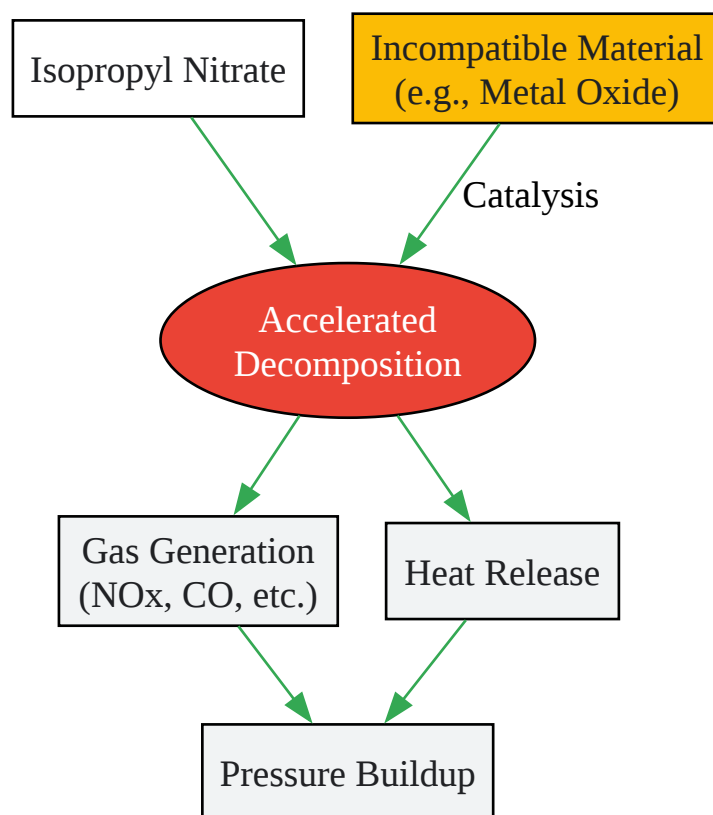 Isopropyl Nitrate
Incompatible Material
(e.g., Metal Oxide)
Catalysis
Accelerated
Decomposition
Gas Generation
(NOx, CO, etc.)
Heat Release
Pressure Buildup